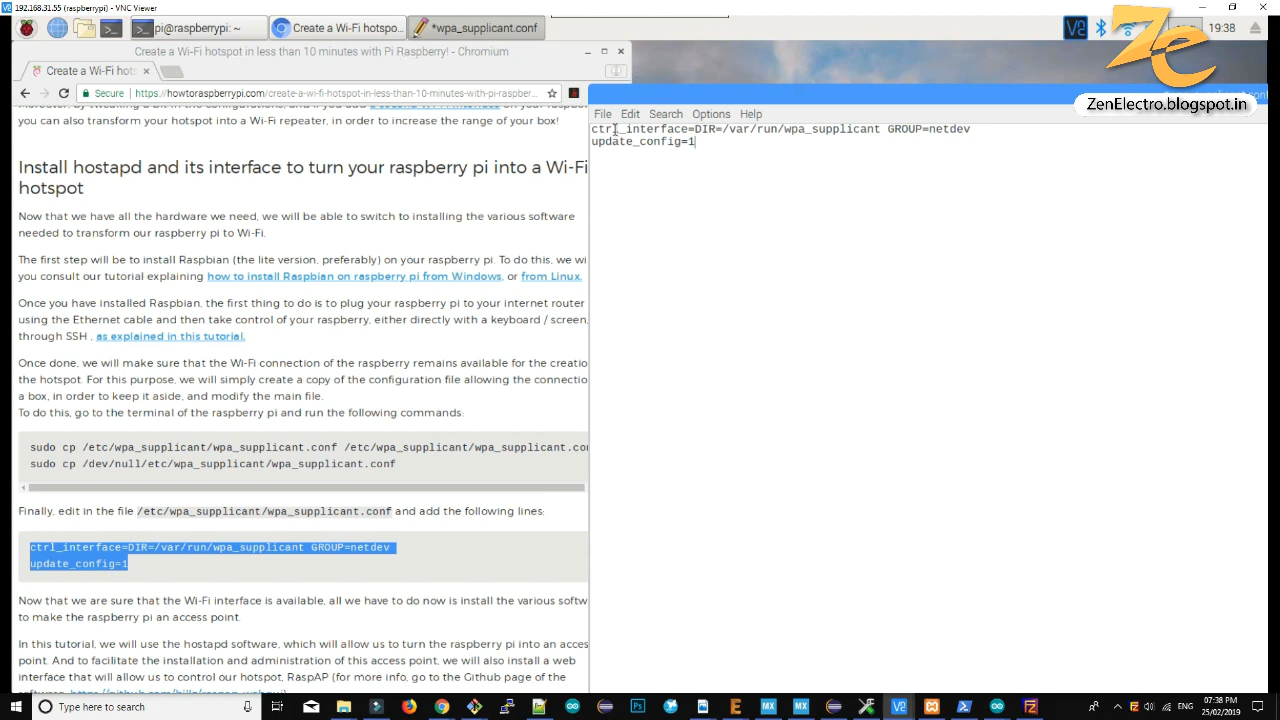 192.168.31.55 (raspberrypi) - VNC Viewer
pi@raspberrypi: ~
Create a Wi-Fi hotspo...
*wpa_supplicant.conf
19:38
ZenElectro.blogspot.in
Create a Wi-Fi hotspot in less than 10 minutes with Pi Raspberry! - Chromium
Create a Wi-Fi hots
Secure
https://howtoraspberrypi.com/create-a-wi-fi-hotspot-in-less-than-10-minutes-with-pi-raspber
you can also transform your hotspot into a Wi-Fi repeater, in order to increase the range of your box!
Install hostapd and its interface to turn your raspberry pi into a Wi-Fi
hotspot
Now that we have all the hardware we need, we will be able to switch to installing the various software
needed to transform our raspberry pi to Wi-Fi.
The first step will be to install Raspbian (the lite version, preferably) on your raspberry pi. To do this, we wi
you consult our tutorial explaining how to install Raspbian on raspberry pi from Windows, or from Linux.
Once you have installed Raspbian, the first thing to do is to plug your raspberry pi to your internet router
using the Ethernet cable and then take control of your raspberry, either directly with a keyboard / screen,
through SSH , as explained in this tutorial.
Once done, we will make sure that the Wi-Fi connection of the raspberry remains available for the creatio
the hotspot. For this purpose, we will simply create a copy of the configuration file allowing the connectio
a box, in order to keep it aside, and modify the main file.
To do this, go to the terminal of the raspberry pi and run the following commands:
sudo cp /etc/wpa_supplicant/wpa_supplicant.conf /etc/wpa_supplicant/wpa_supplicant.co
sudo cp /dev/null/etc/wpa_supplicant/wpa_supplicant.conf
Finally, edit in the file /etc/wpa_supplicant/wpa_supplicant.conf and add the following lines:
ctrl_interface=DIR=/var/run/wpa_supplicant GROUP=netdev
update_config=1
Now that we are sure that the Wi-Fi interface is available, all we have to do now is install the various softw
to make the raspberry pi an access point.
In this tutorial, we will use the hostapd software, which will allow us to turn the raspberry pi into an acces
point. And to facilitate the installation and administration of this access point, we will also install a web
interface that will allow us to control our hotspot, RaspAP (for more info, go to the Github page of the
File Edit Search Options Help
ctrl_interface=DIR=/var/run/wpa_supplicant GROUP=netdev
update_config=1
Type here to search
ENG
07:38 PM
25/02/2019